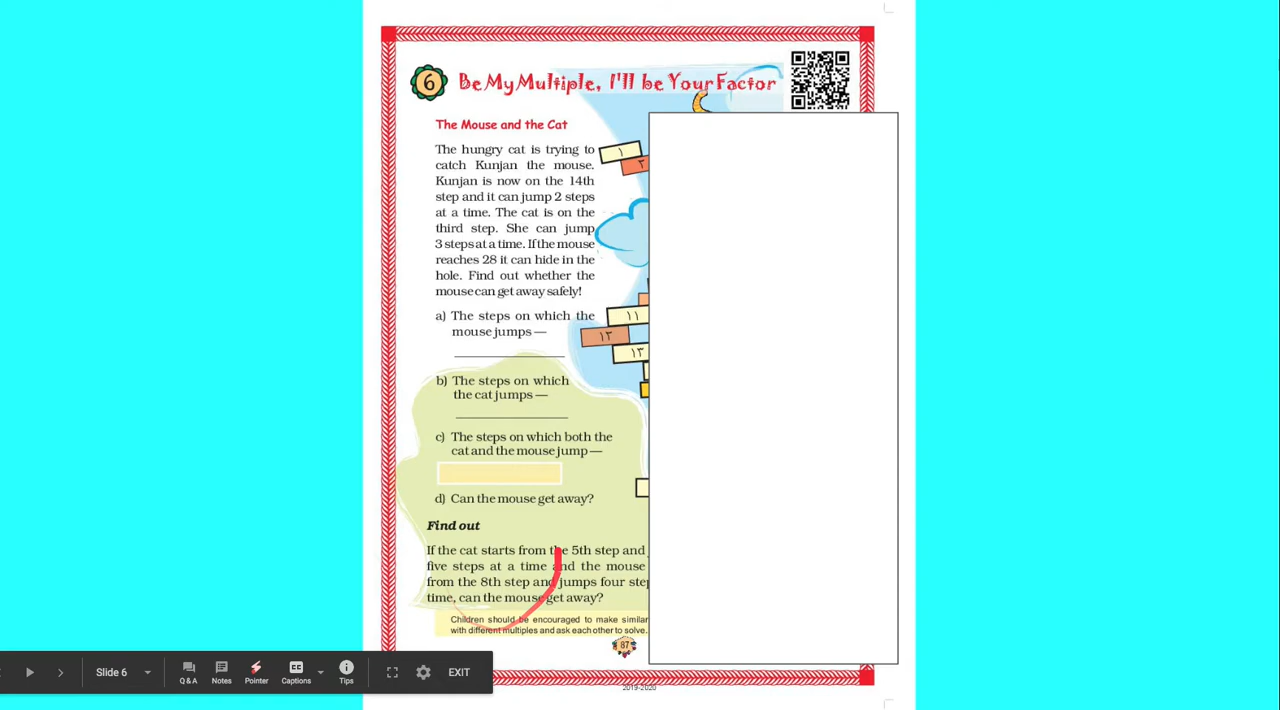 6 Be My Multiple, I'll be Your Factor
The Mouse and the Cat
The hungry cat is trying to
catch Kunjan the mouse.
Kunjan is now on the 14th
step and it can jump 2 steps
at a time. The cat is on the
third step. She can jump
3 steps at a time. If the mouse
reaches 28 it can hide in the
hole. Find out whether the
mouse can get away safely!
١
٢
a) The steps on which the
mouse jumps —
١١
١٢
١٣
b) The steps on which
the cat jumps —
c) The steps on which both the
cat and the mouse jump —
d) Can the mouse get away?
Find out
If the cat starts from the 5th step and
five steps at a time and the mouse
from the 8th step and jumps four
time, can the mouse get away?
Children should be encouraged to make similar
with different multiples and ask each other to solve.
87
2019-2020
Slide 6
Q & A Notes Pointer Captions Tips EXIT